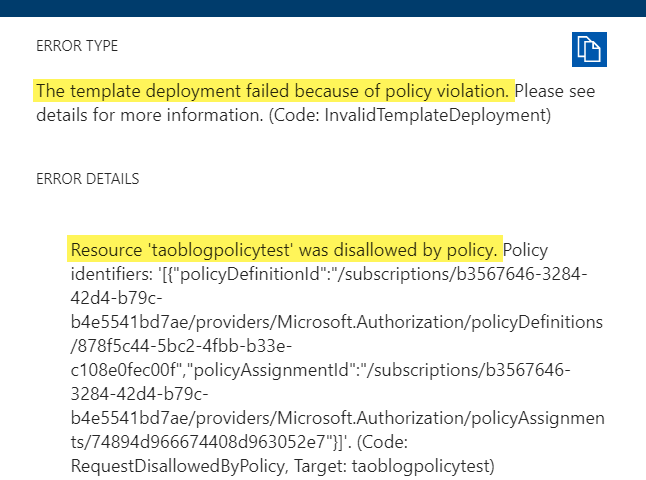 ERROR TYPE
The template deployment failed because of policy violation. Please see
details for more information. (Code: InvalidTemplateDeployment)
ERROR DETAILS
Resource 'taoblogpolicytest' was disallowed by policy. Policy
identifiers: '[{"policyDefinitionId":"/subscriptions/b3567646-3284-
42d4-b79c-
b4e5541bd7ae/providers/Microsoft.Authorization/policyDefinitions
/878f5c44-5bc2-4fbb-b33e-
c108e0fec00f","policyAssignmentId":"/subscriptions/b3567646-
3284-42d4-b79c-
b4e5541bd7ae/providers/Microsoft.Authorization/policyAssignmen
ts/74894d966674408d963052e7"}]'. (Code:
RequestDisallowedByPolicy, Target: taoblogpolicytest)